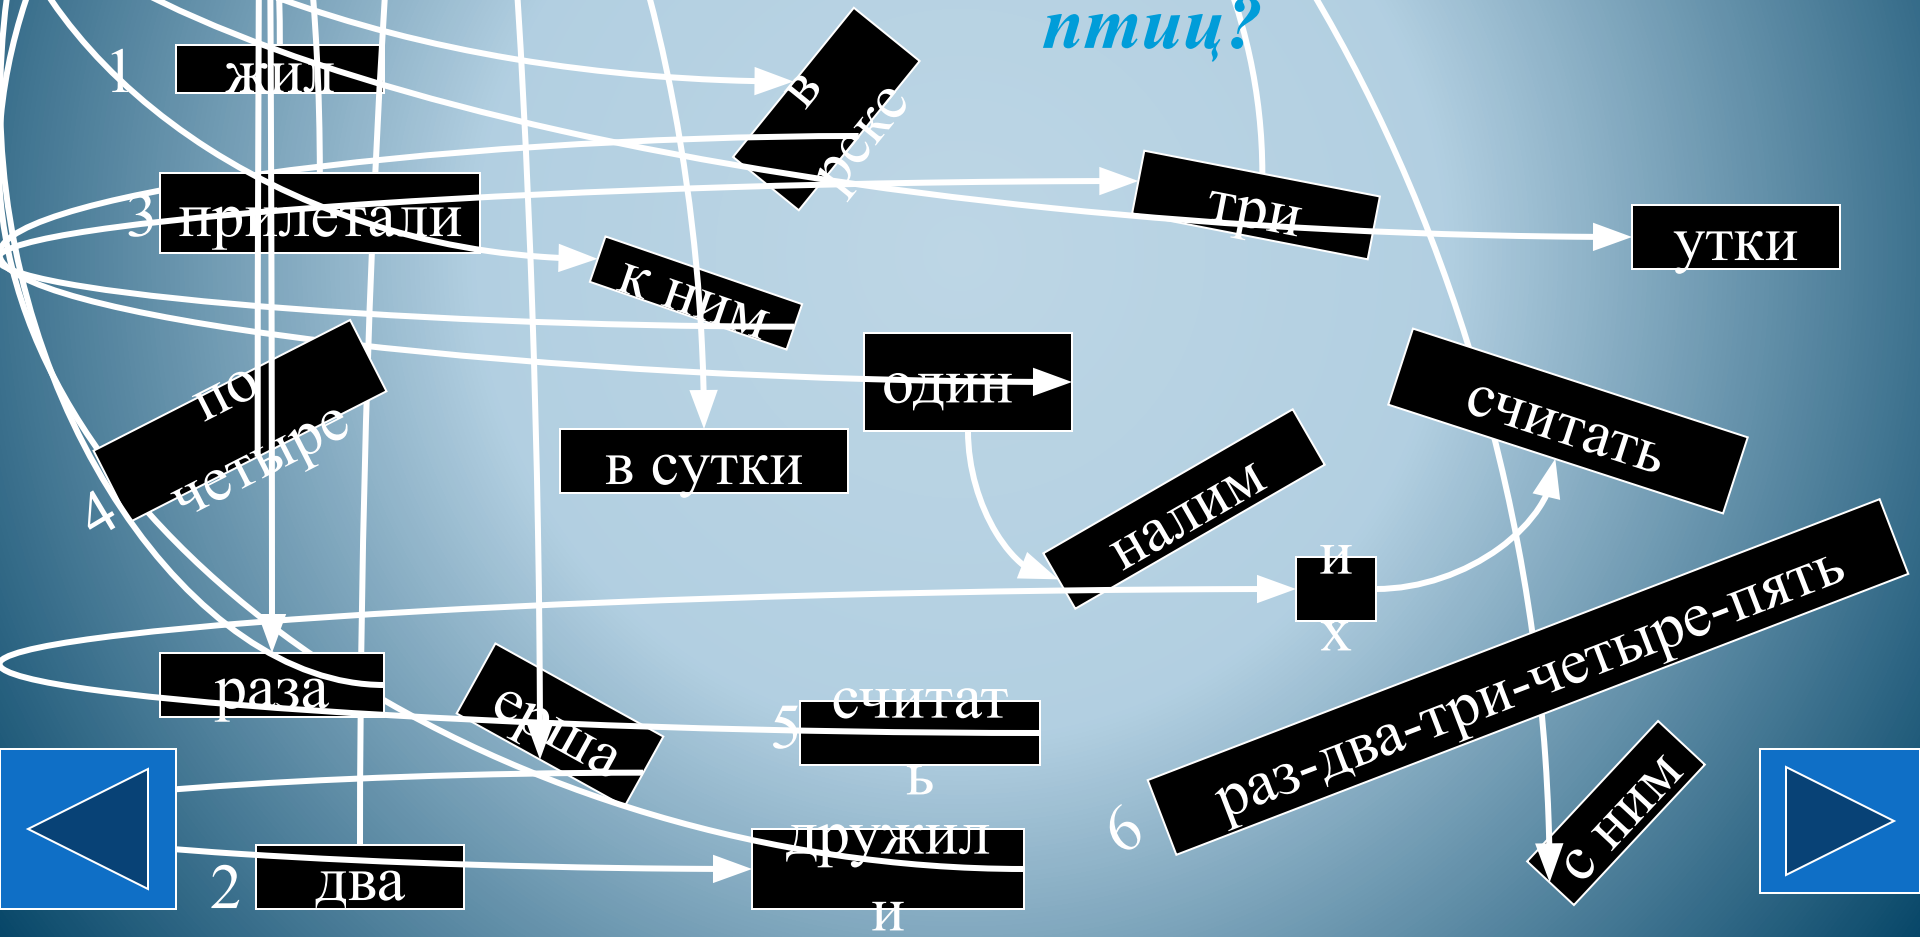 птиц?
1 жил
в
реке
3 прилетали
три
утки
к ним
один
считать
по
четыре
4
в сутки
налим
и
х
раз-два-три-четыре-пять
раза
ерша
5 считат
ь
с ним
6
дружил
и
2 два